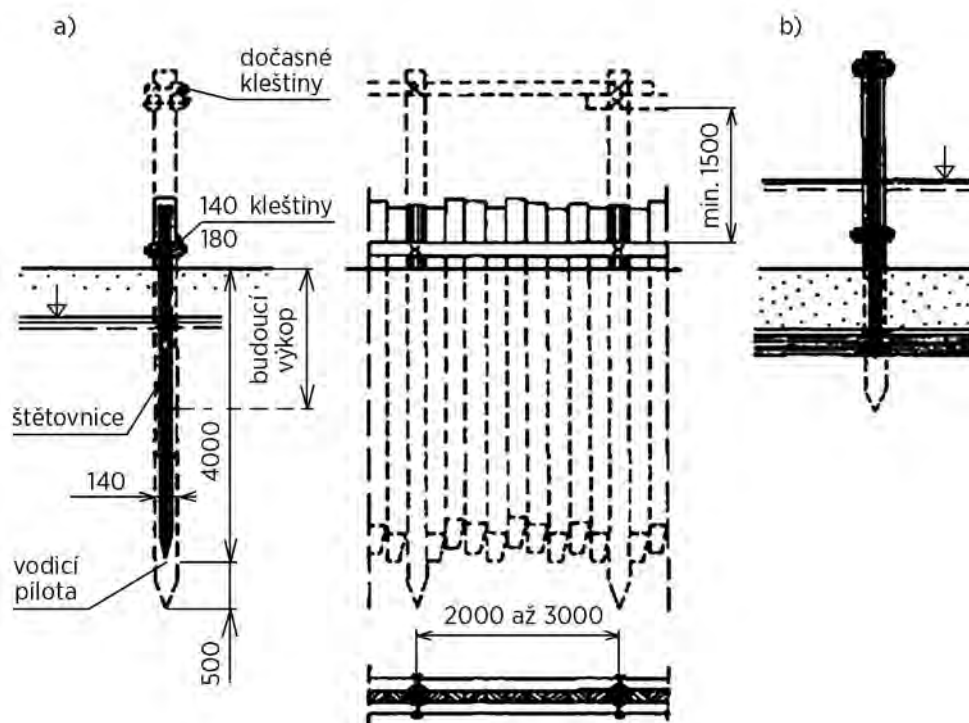 a)
dočasné
kleštiny
140 kleštiny
180
budoucí
výkop
štětovnice
4000
140
vodicí
pilota
500
min. 1500
2000 až 3000
b)